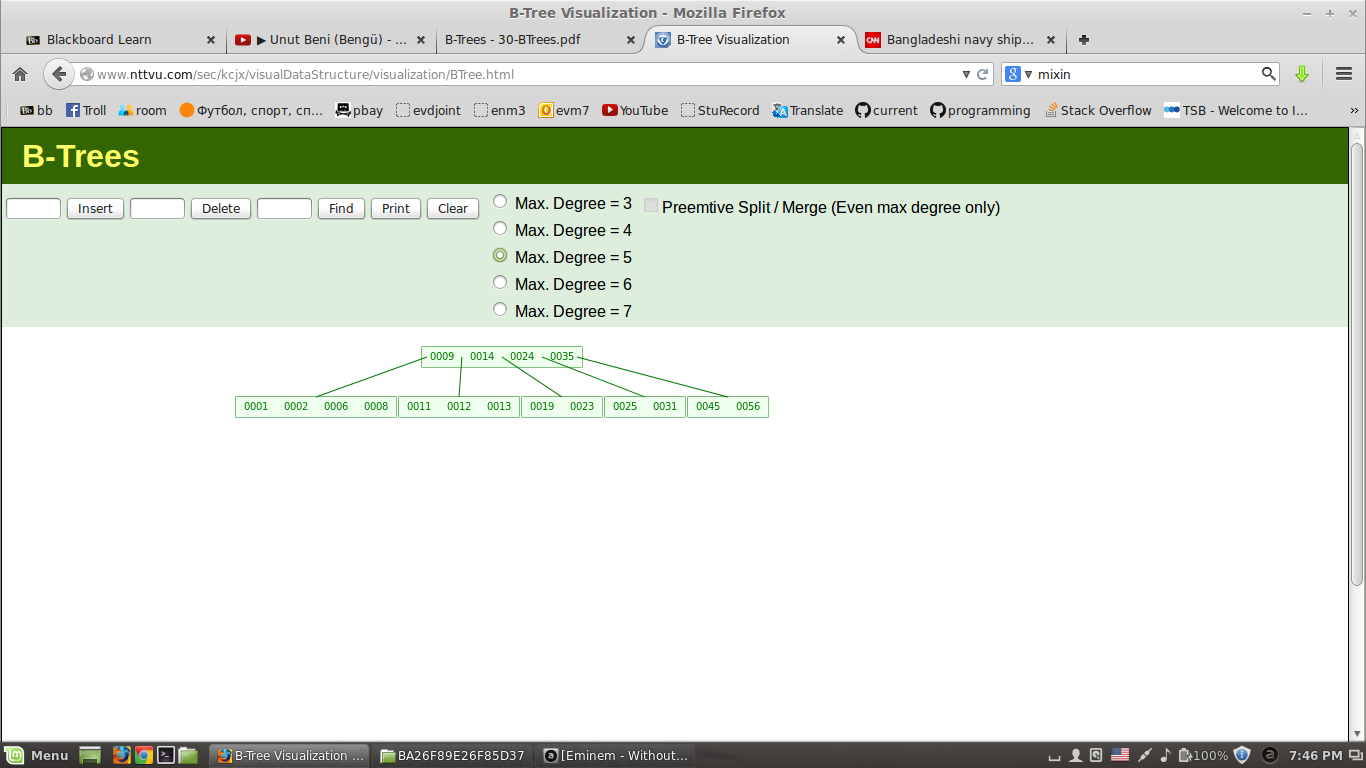 B-Tree Visualization - Mozilla Firefox
Blackboard Learn
▶ Unut Beni (Bengü) - ...
B-Trees - 30-BTrees.pdf
B-Tree Visualization
Bangladeshi navy ship...
www.nttvu.com/sec/kcjx/visualDataStructure/visualization/BTree.html
mixin
bb Troll room Футбол, спорт, сп... pbay evdjoint enm3 evm7 YouTube StuRecord Translate current programming Stack Overflow TSB - Welcome to I... »
B-Trees
Insert Delete Find Print Clear
Max. Degree = 3
Max. Degree = 4
Max. Degree = 5
Max. Degree = 6
Max. Degree = 7
Preemtive Split / Merge (Even max degree only)
0009 0014 0024 0035
0001 0002 0006 0008 0011 0012 0013 0019 0023 0025 0031 0045 0056
Menu B-Tree Visualization ... BA26F89E26F85D37 [Eminem - Without... 100% 7:46 PM